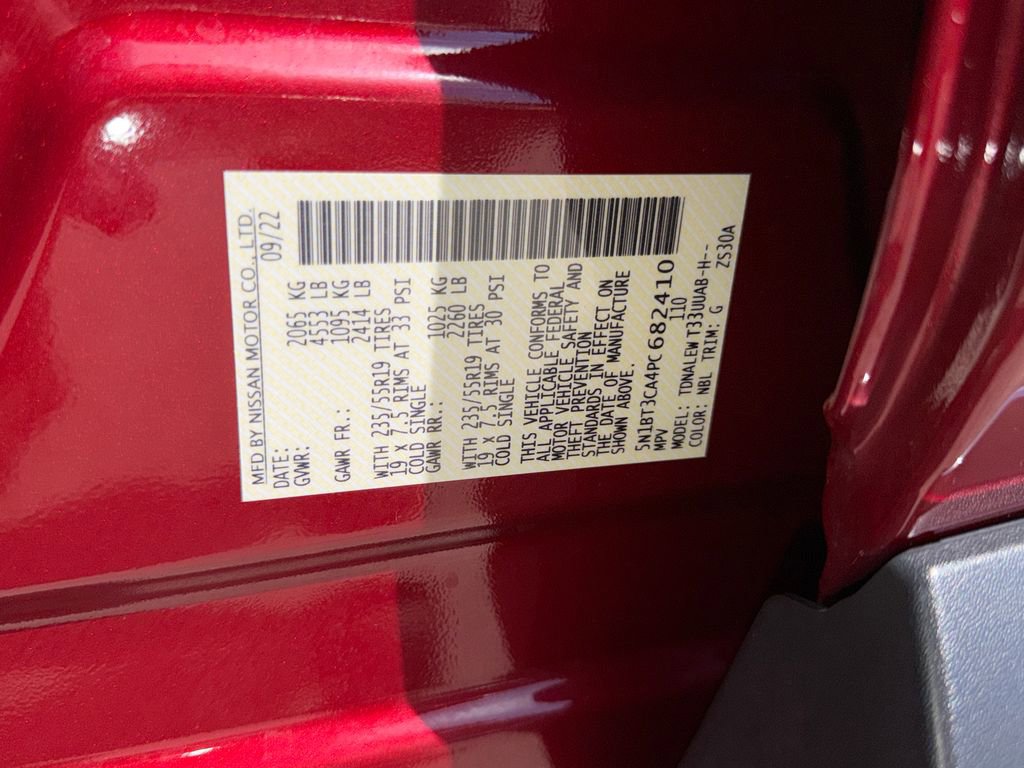 MFD BY NISSAN MOTOR CO., LTD.
DATE: 09/22
GVWR: 2065 KG
4553 LB
GAWR FR.: 1095 KG
2414 LB
WITH 235/55R19 TIRES
19 X 7.5 RIMS AT 33 PSI
COLD SINGLE
GAWR RR.: 1025 KG
2260 LB
WITH 235/55R19 TIRES
19 X 7.5 RIMS AT 30 PSI
COLD SINGLE
THIS VEHICLE CONFORMS TO
ALL APPLICABLE FEDERAL
MOTOR VEHICLE SAFETY AND
THEFT PREVENTION
STANDARDS IN EFFECT ON
THE DATE OF MANUFACTURE
SHOWN ABOVE.
5N1BT3CA4PC682410
MPV 110
MODEL: TDNALEW T33UUAB-H--
COLOR: NBL TRIM: G ZS30A